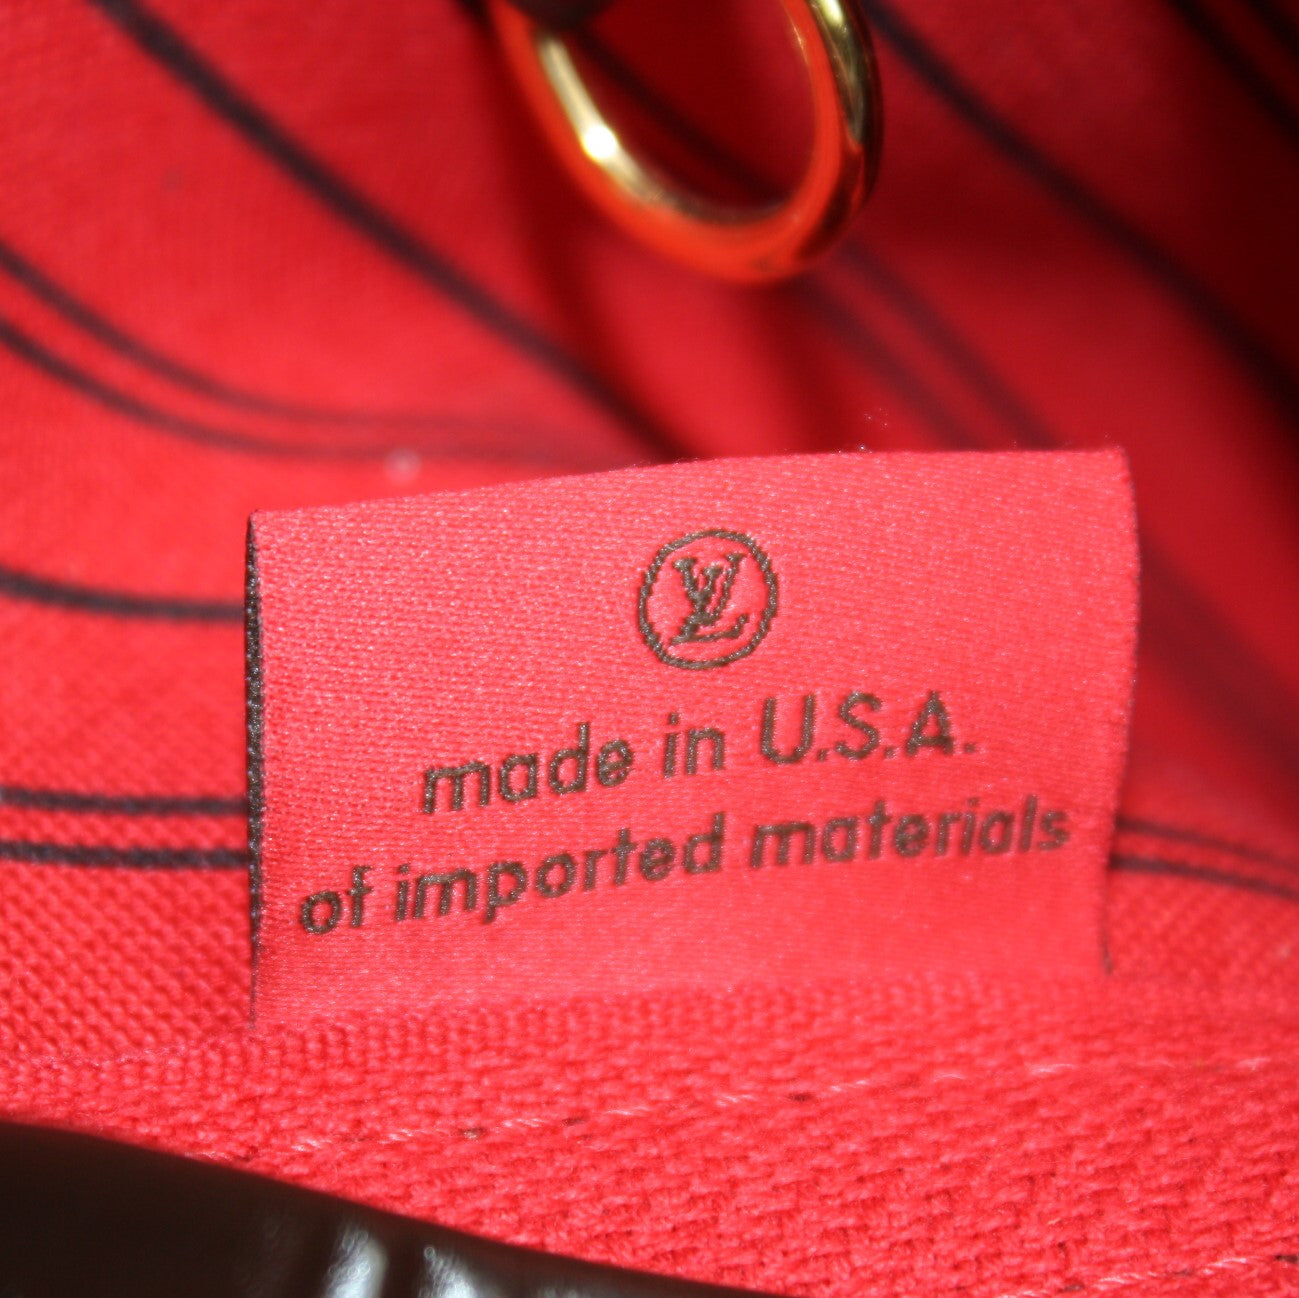 LV
made in U.S.A.
of imported materials